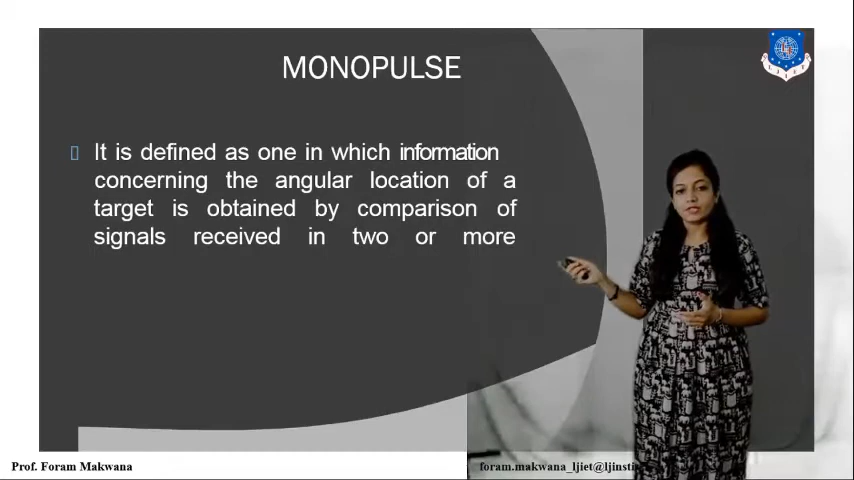 MONOPULSE
It is defined as one in which information
concerning the angular location of a
target is obtained by comparison of
signals received in two or more
Prof. Foram Makwana
foram.makwana_ljiet@ljinsti